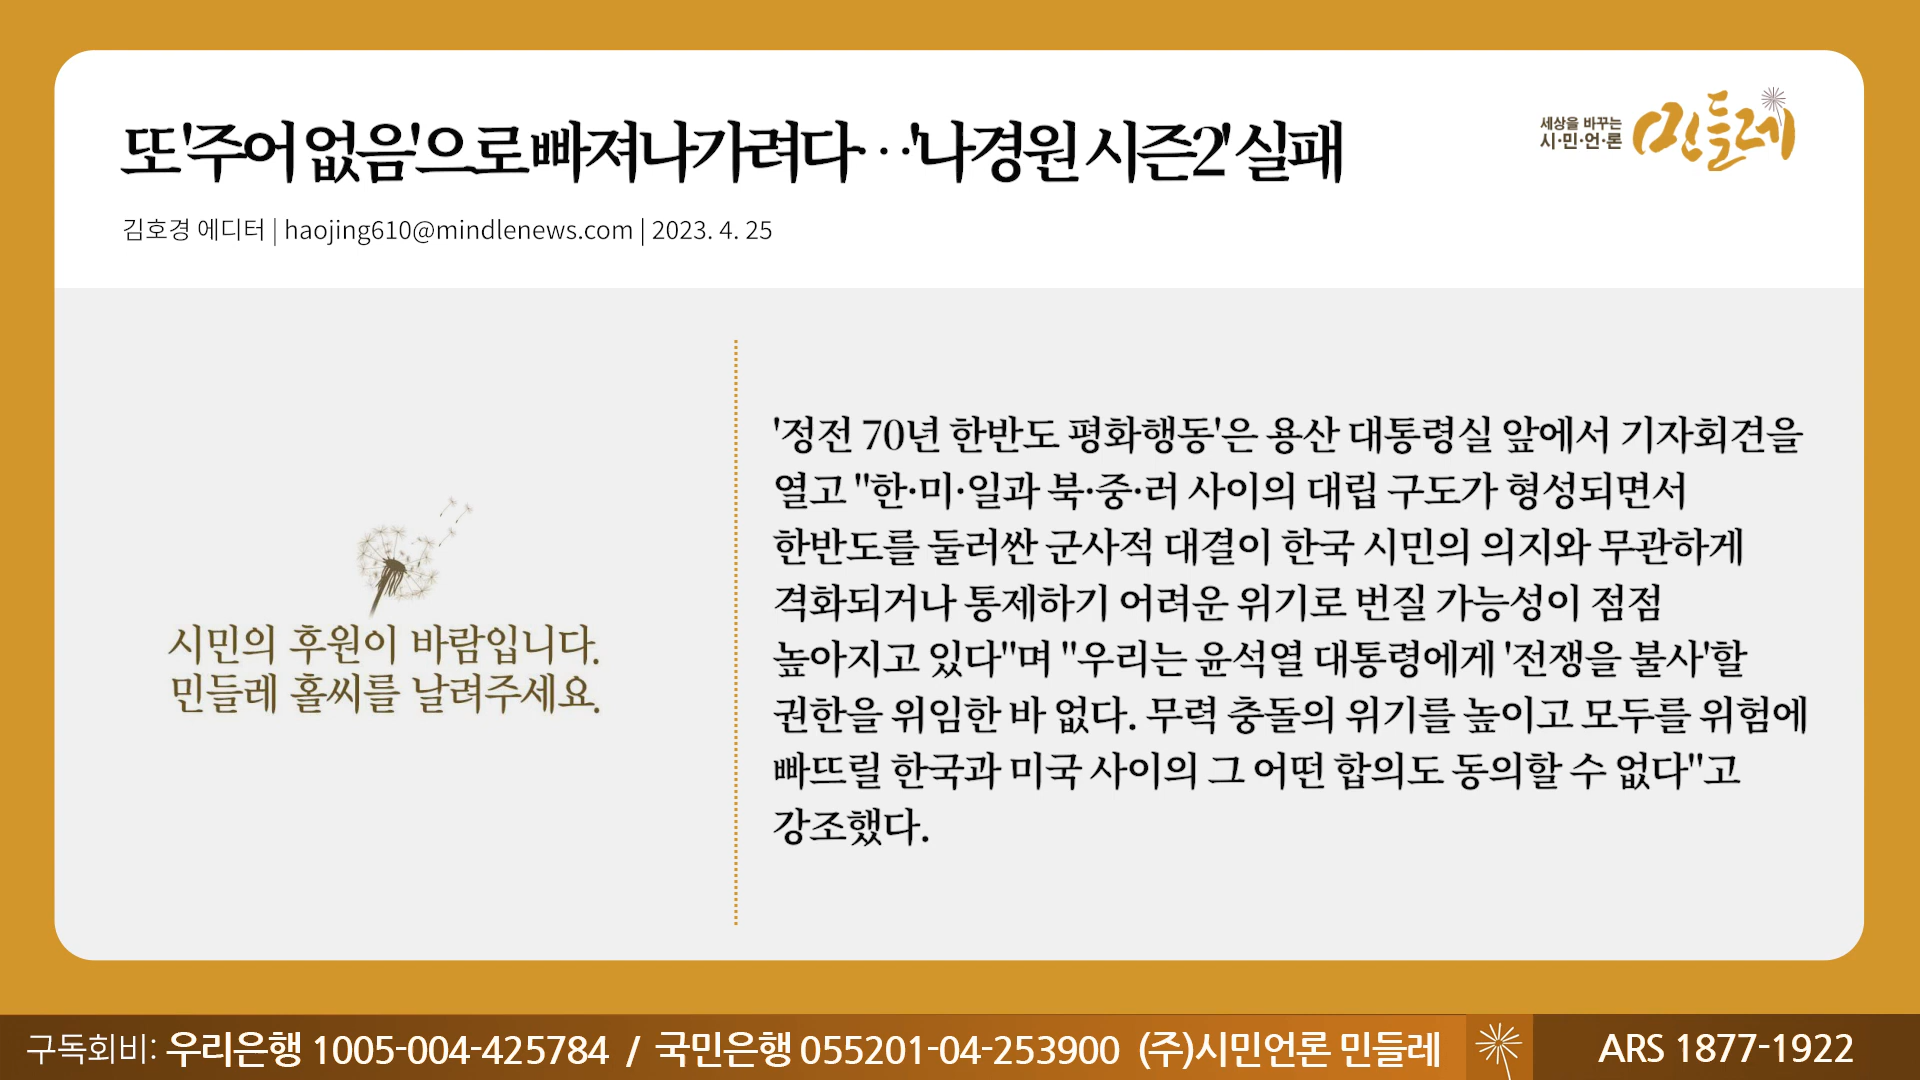 또 '주어 없음'으로 빠져나가려다…'나경원 시즌2' 실패
세상을 바꾸는
시·민·언·론
민들레
김호경 에디터 | haojing610@mindlenews.com | 2023. 4. 25
시민의 후원이 바람입니다.
민들레 홀씨를 날려주세요.
'정전 70년 한반도 평화행동'은 용산 대통령실 앞에서 기자회견을
열고 "한·미·일과 북·중·러 사이의 대립 구도가 형성되면서
한반도를 둘러싼 군사적 대결이 한국 시민의 의지와 무관하게
격화되거나 통제하기 어려운 위기로 번질 가능성이 점점
높아지고 있다"며 "우리는 윤석열 대통령에게 '전쟁을 불사'할
권한을 위임한 바 없다. 무력 충돌의 위기를 높이고 모두를 위험에
빠뜨릴 한국과 미국 사이의 그 어떤 합의도 동의할 수 없다"고
강조했다.
구독회비: 우리은행 1005-004-425784 / 국민은행 055201-04-253900 (주)시민언론 민들레
ARS 1877-1922